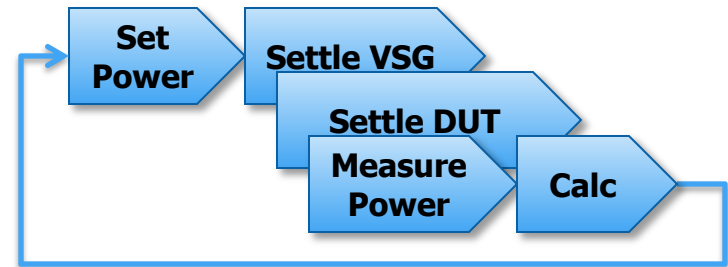 Set
Power
Settle VSG
Settle DUT
Measure
Power
Calc